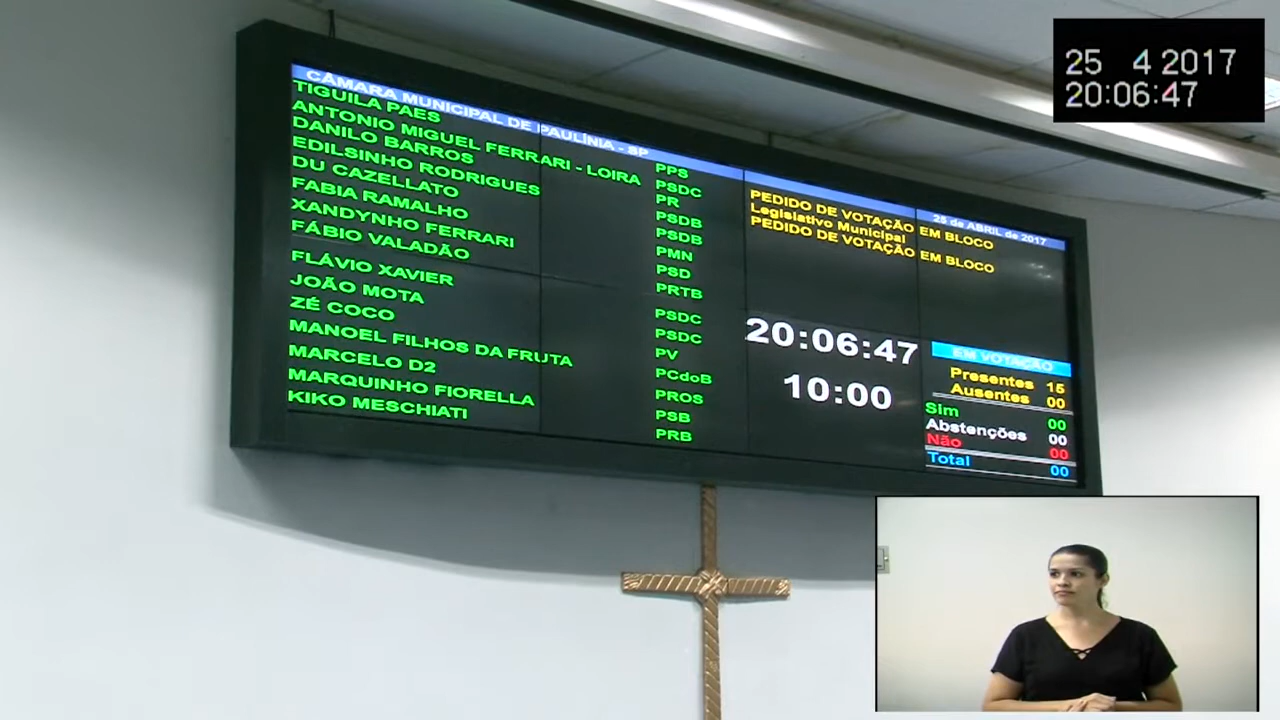 25 4 2017
20:06:47
CÂMARA MUNICIPAL DE PAULÍNIA - SP
25 de ABRIL de 2017
TIGUILA PAES PPS
ANTONIO MIGUEL FERRARI - LOIRA PSDC
DANILO BARROS PR
EDILSINHO RODRIGUES PSDB
DU CAZELLATO PSDB
FABIA RAMALHO PMN
XANDYNHO FERRARI PSD
FÁBIO VALADÃO PRTB
FLÁVIO XAVIER PSDC
JOÃO MOTA PSDC
ZÉ COCO PV
MANOEL FILHOS DA FRUTA PCdoB
MARCELO D2 PROS
MARQUINHO FIORELLA PSB
KIKO MESCHIATI PRB
PEDIDO DE VOTAÇÃO EM BLOCO
Legislativo Municipal
PEDIDO DE VOTAÇÃO EM BLOCO
20:06:47
10:00
EM VOTAÇÃO
Presentes 15
Ausentes 00
Sim 00
Abstenções 00
Não 00
Total 00